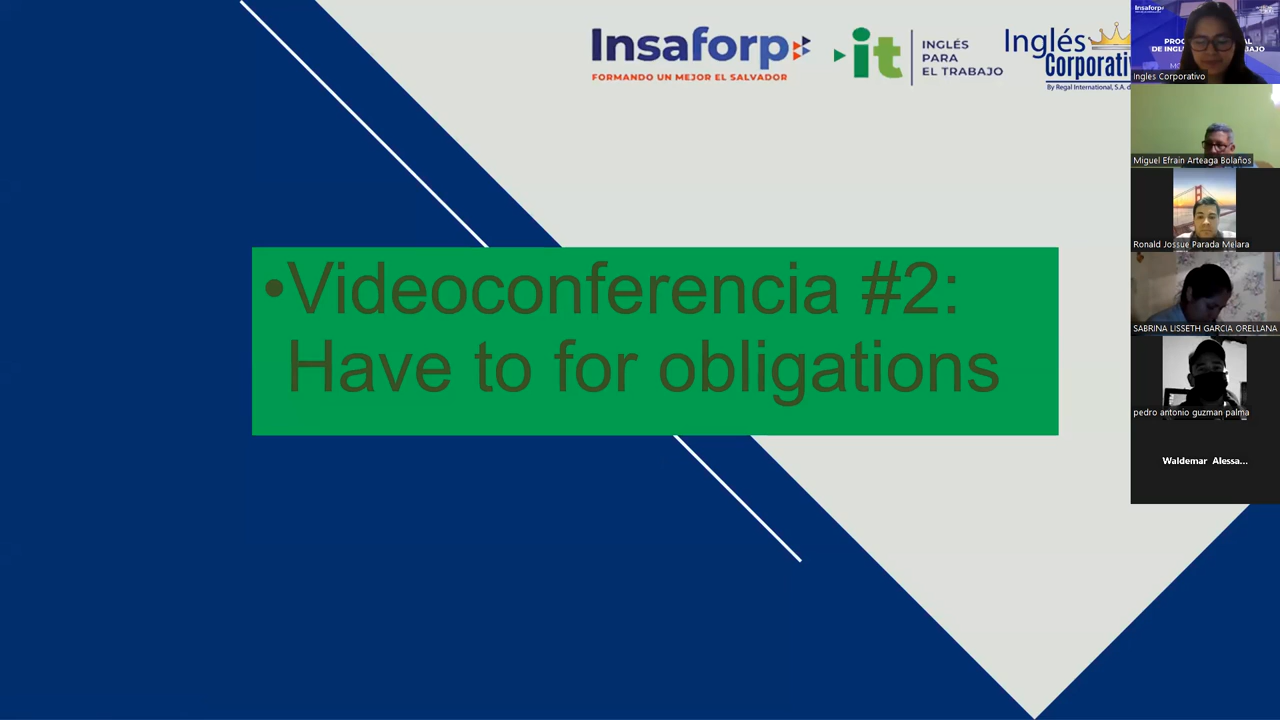 Insaforp
FORMANDO UN MEJOR EL SALVADOR
it
INGLÉS
PARA
EL TRABAJO
Inglés
Corporativ
By Regal International, S.A. d
•Videoconferencia #2:
Have to for obligations
Insaforp
Ingles Corporativo
Miguel Efrain Arteaga Bolaños
Ronald Jossue Parada Melara
SABRINA LISSETH GARCIA ORELLANA
pedro antonio guzman palma
Waldemar Alessa...